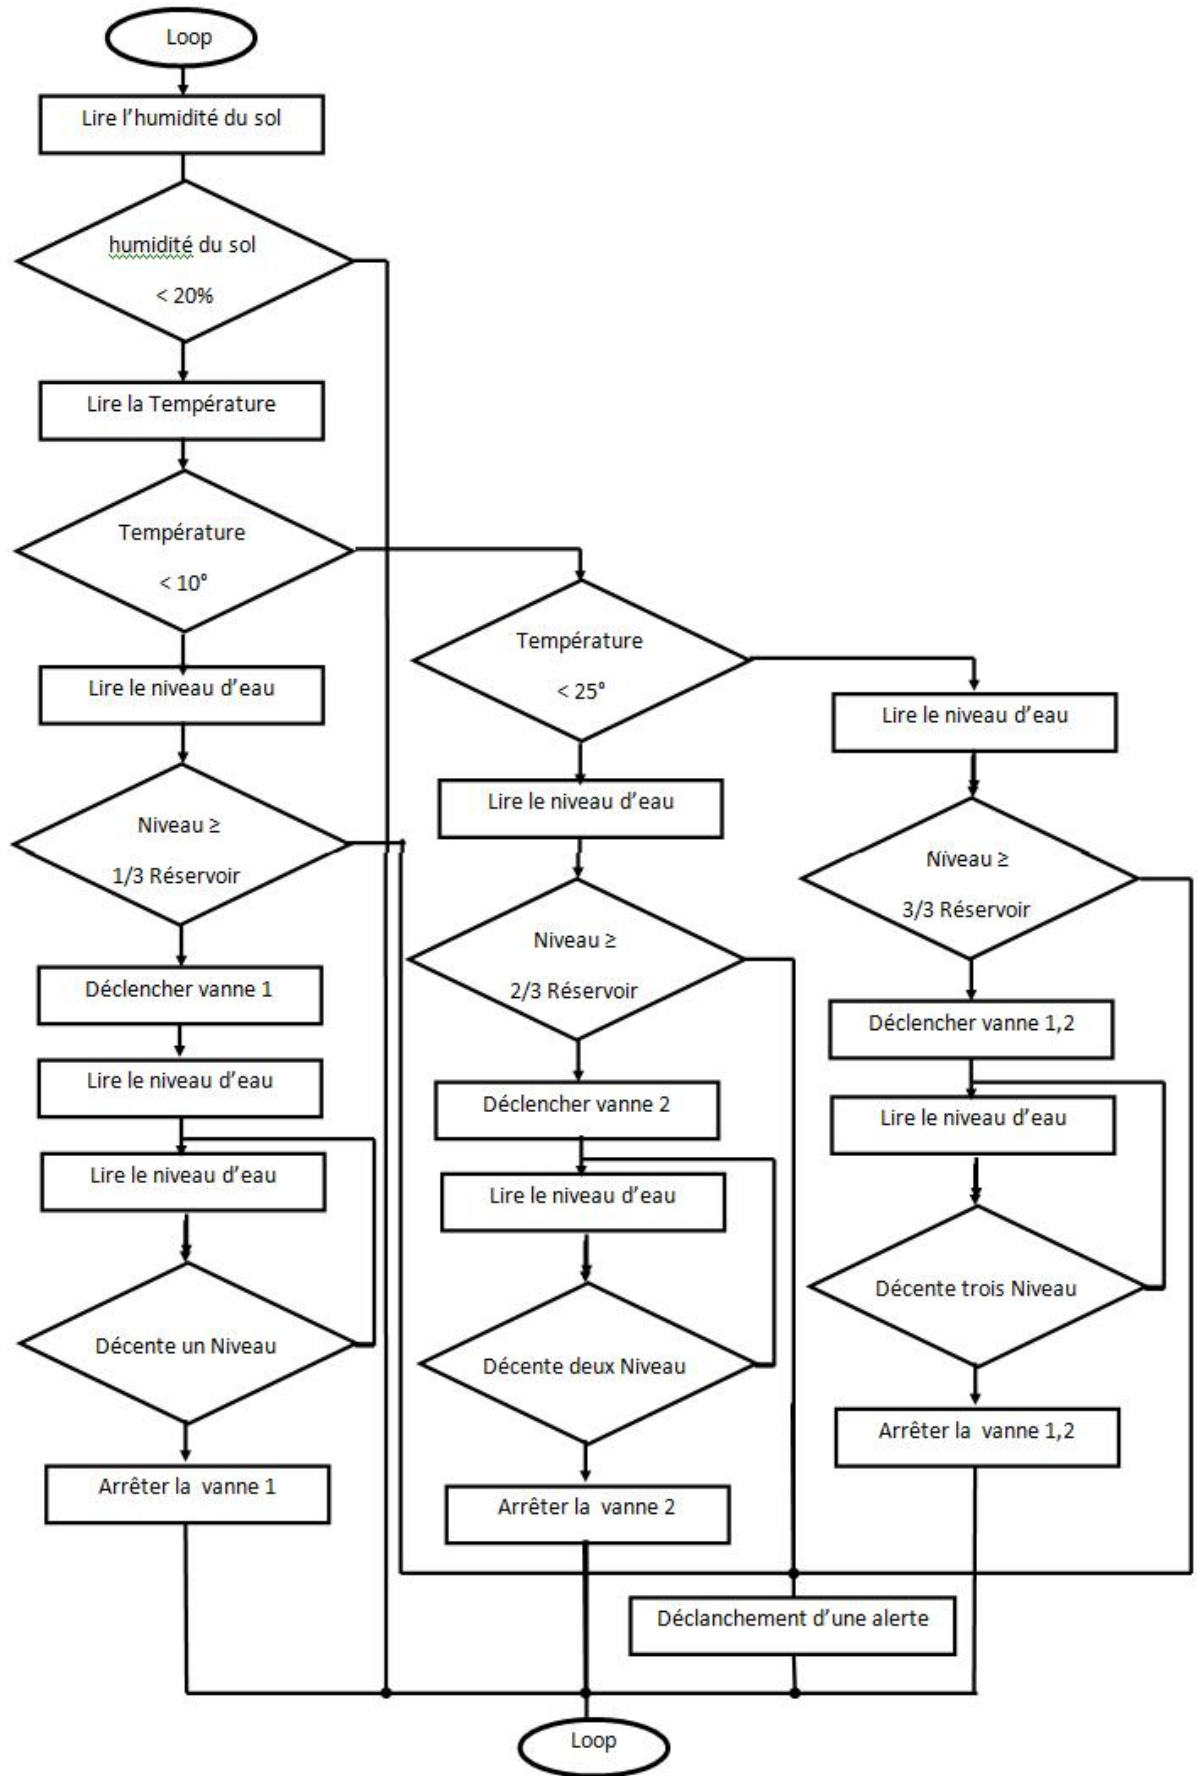 Loop
Lire l'humidité du sol
humidité du sol
< 20%
Lire la Température
Température
< 10°
Lire le niveau d'eau
Niveau ≥
1/3 Réservoir
Déclencher vanne 1
Lire le niveau d'eau
Lire le niveau d'eau
Décente un Niveau
Arrêter la vanne 1
Température
< 25°
Lire le niveau d'eau
Niveau ≥
2/3 Réservoir
Déclencher vanne 2
Lire le niveau d'eau
Décente deux Niveau
Arrêter la vanne 2
Lire le niveau d'eau
Niveau ≥
3/3 Réservoir
Déclencher vanne 1,2
Lire le niveau d'eau
Décente trois Niveau
Arrêter la vanne 1,2
Déclanchement d'une alerte
Loop